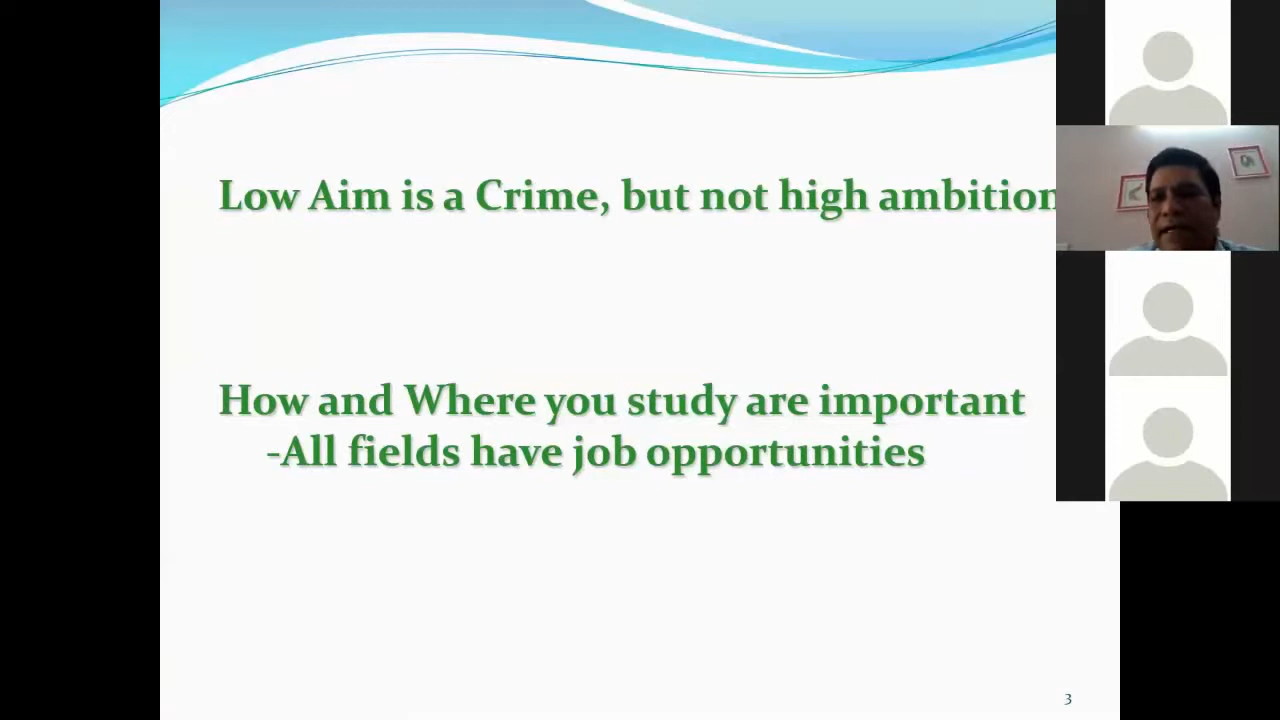 Low Aim is a Crime, but not high ambition
How and Where you study are important
-All fields have job opportunities
3